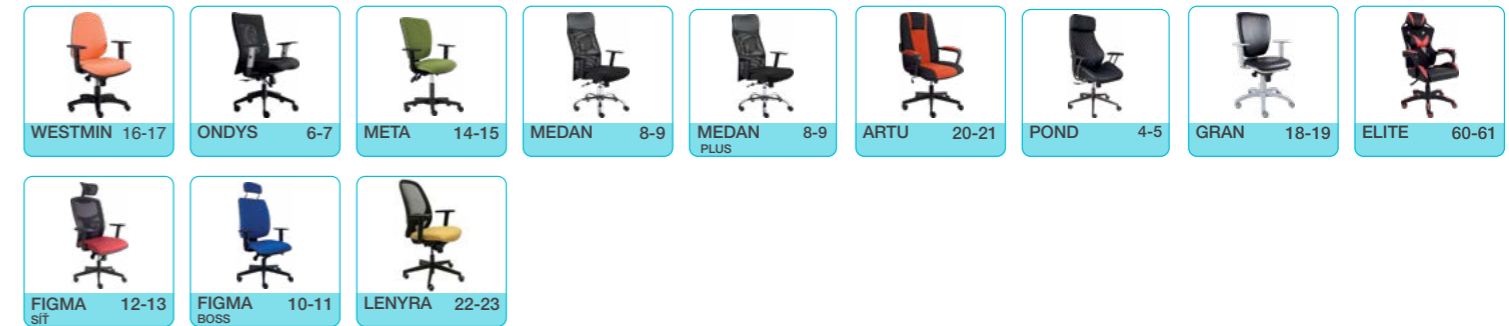 WESTMIN 16-17
ONDYS 6-7
META 14-15
MEDAN 8-9
MEDAN 8-9
PLUS
ARTU 20-21
POND 4-5
GRAN 18-19
ELITE 60-61
FIGMA 12-13
SÍŤ
FIGMA 10-11
BOSS
LENYRA 22-23